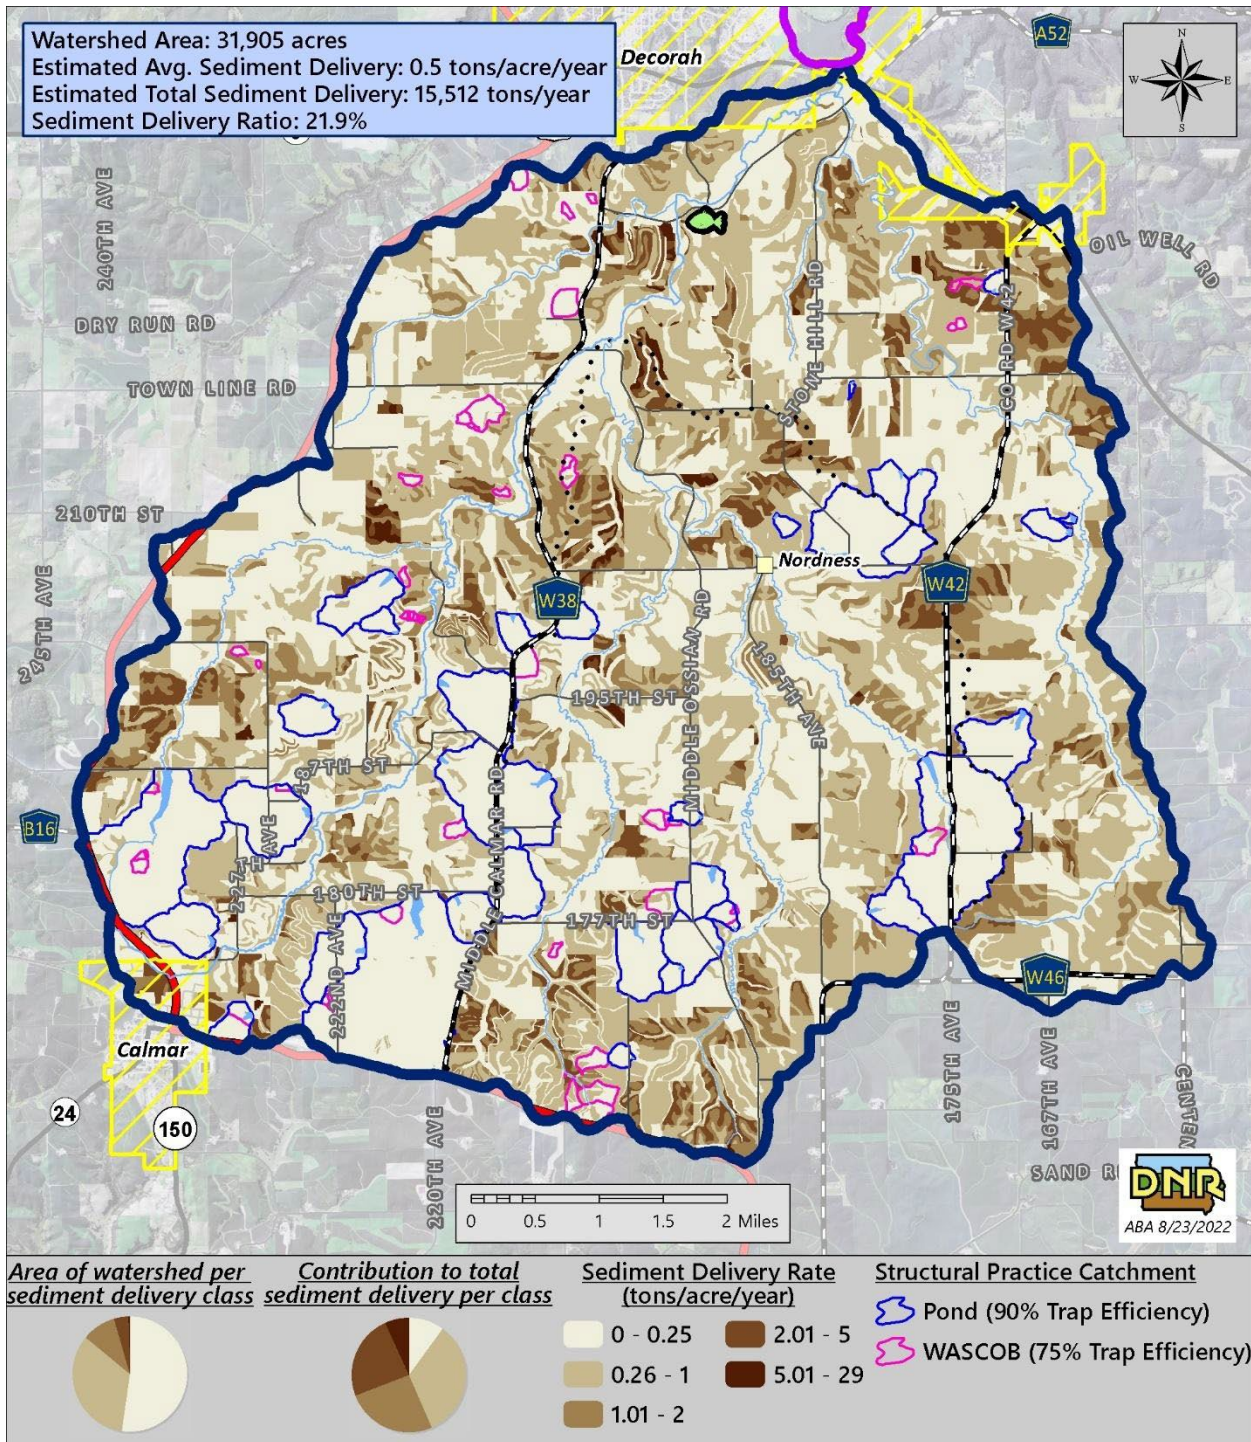 Watershed Area: 31,905 acres
Estimated Avg. Sediment Delivery: 0.5 tons/acre/year
Estimated Total Sediment Delivery: 15,512 tons/year
Sediment Delivery Ratio: 21.9%
Decorah
A52
N
W
E
S
240TH AVE
OIL WELL RD
DRY RUN RD
STONE HILL RD
CO RD W 42
TOWN LINE RD
210TH ST
245TH AVE
Nordness
W38
W42
MIDDLE OSSIAN RD
185TH AVE
195TH ST
187TH ST
B16
MIDDLE CALMAR RD
227TH AVE
180TH ST
177TH ST
222ND AVE
W46
Calmar
24
150
220TH AVE
175TH AVE
167TH AVE
CENTEN
SAND R
0 0.5 1 1.5 2 Miles
DNR
ABA 8/23/2022
Area of watershed per
sediment delivery class
Contribution to total
sediment delivery per class
Sediment Delivery Rate
(tons/acre/year)
0 - 0.25
0.26 - 1
1.01 - 2
2.01 - 5
5.01 - 29
Structural Practice Catchment
Pond (90% Trap Efficiency)
WASCOB (75% Trap Efficiency)